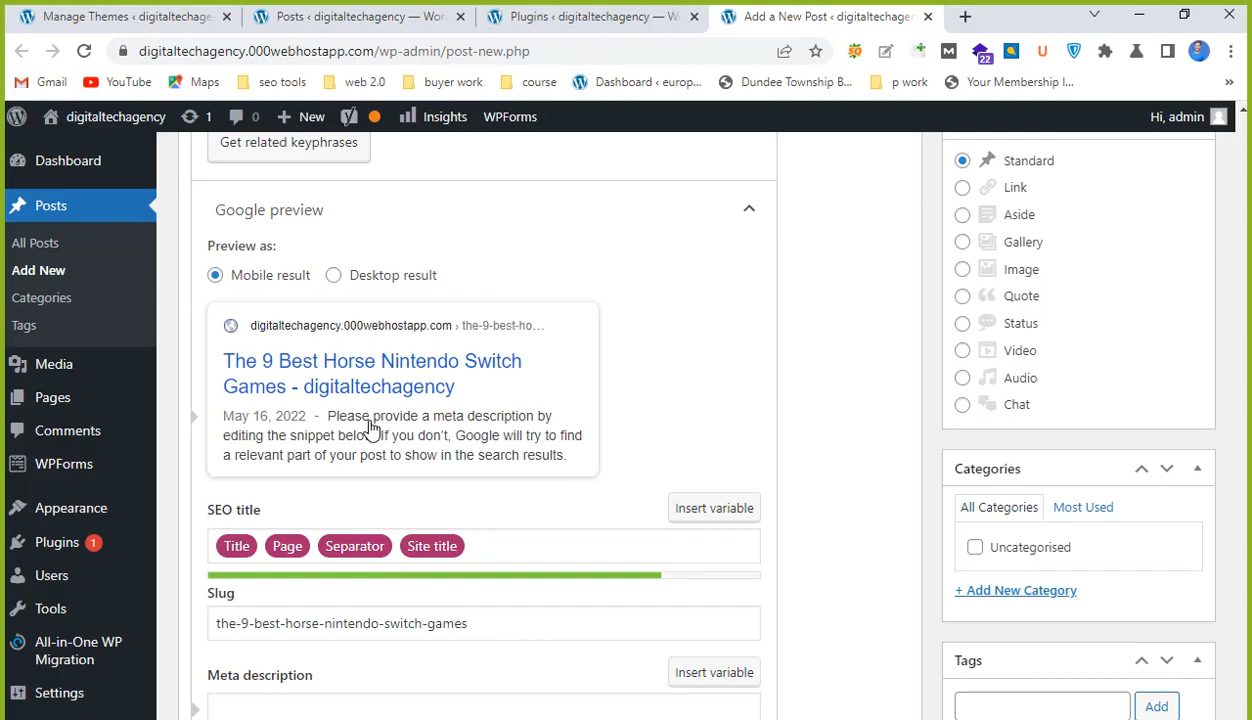 Manage Themes < digitaltechage
Posts < digitaltechagency — Wor
Plugins < digitaltechagency — W
Add a New Post < digitaltechage
digitaltechagency.000webhostapp.com/wp-admin/post-new.php
22
Gmail
YouTube
Maps
seo tools
web 2.0
buyer work
course
Dashboard < europ...
Dundee Township B...
p work
Your Membership I...
»
digitaltechagency
1
0
New
Insights
WPForms
Hi, admin
Dashboard
Posts
All Posts
Add New
Categories
Tags
Media
Pages
Comments
WPForms
Appearance
Plugins 1
Users
Tools
All-in-One WP
Migration
Settings
Get related keyphrases
Google preview
Preview as:
Mobile result
Desktop result
digitaltechagency.000webhostapp.com › the-9-best-ho…
The 9 Best Horse Nintendo Switch
Games - digitaltechagency
May 16, 2022 - Please provide a meta description by
editing the snippet below. If you don't, Google will try to find
a relevant part of your post to show in the search results.
SEO title
Insert variable
Title
Page
Separator
Site title
Slug
the-9-best-horse-nintendo-switch-games
Meta description
Insert variable
Standard
Link
Aside
Gallery
Image
Quote
Status
Video
Audio
Chat
Categories
All Categories
Most Used
Uncategorised
+ Add New Category
Tags
Add